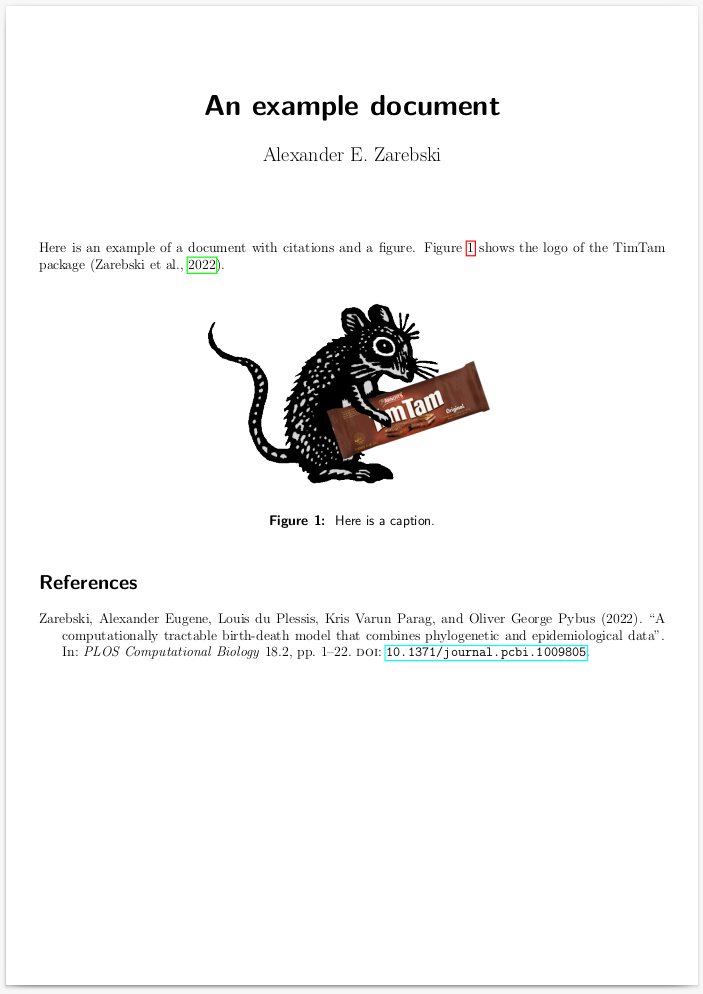 An example document
Alexander E. Zarebski
Here is an example of a document with citations and a figure. Figure 1 shows the logo of the TimTam
package (Zarebski et al., 2022).
ARNOTT'S
TimTam
Original
Figure 1: Here is a caption.
References
Zarebski, Alexander Eugene, Louis du Plessis, Kris Varun Parag, and Oliver George Pybus (2022). “A
computationally tractable birth-death model that combines phylogenetic and epidemiological data”.
In: PLOS Computational Biology 18.2, pp. 1–22. DOI: 10.1371/journal.pcbi.1009805.